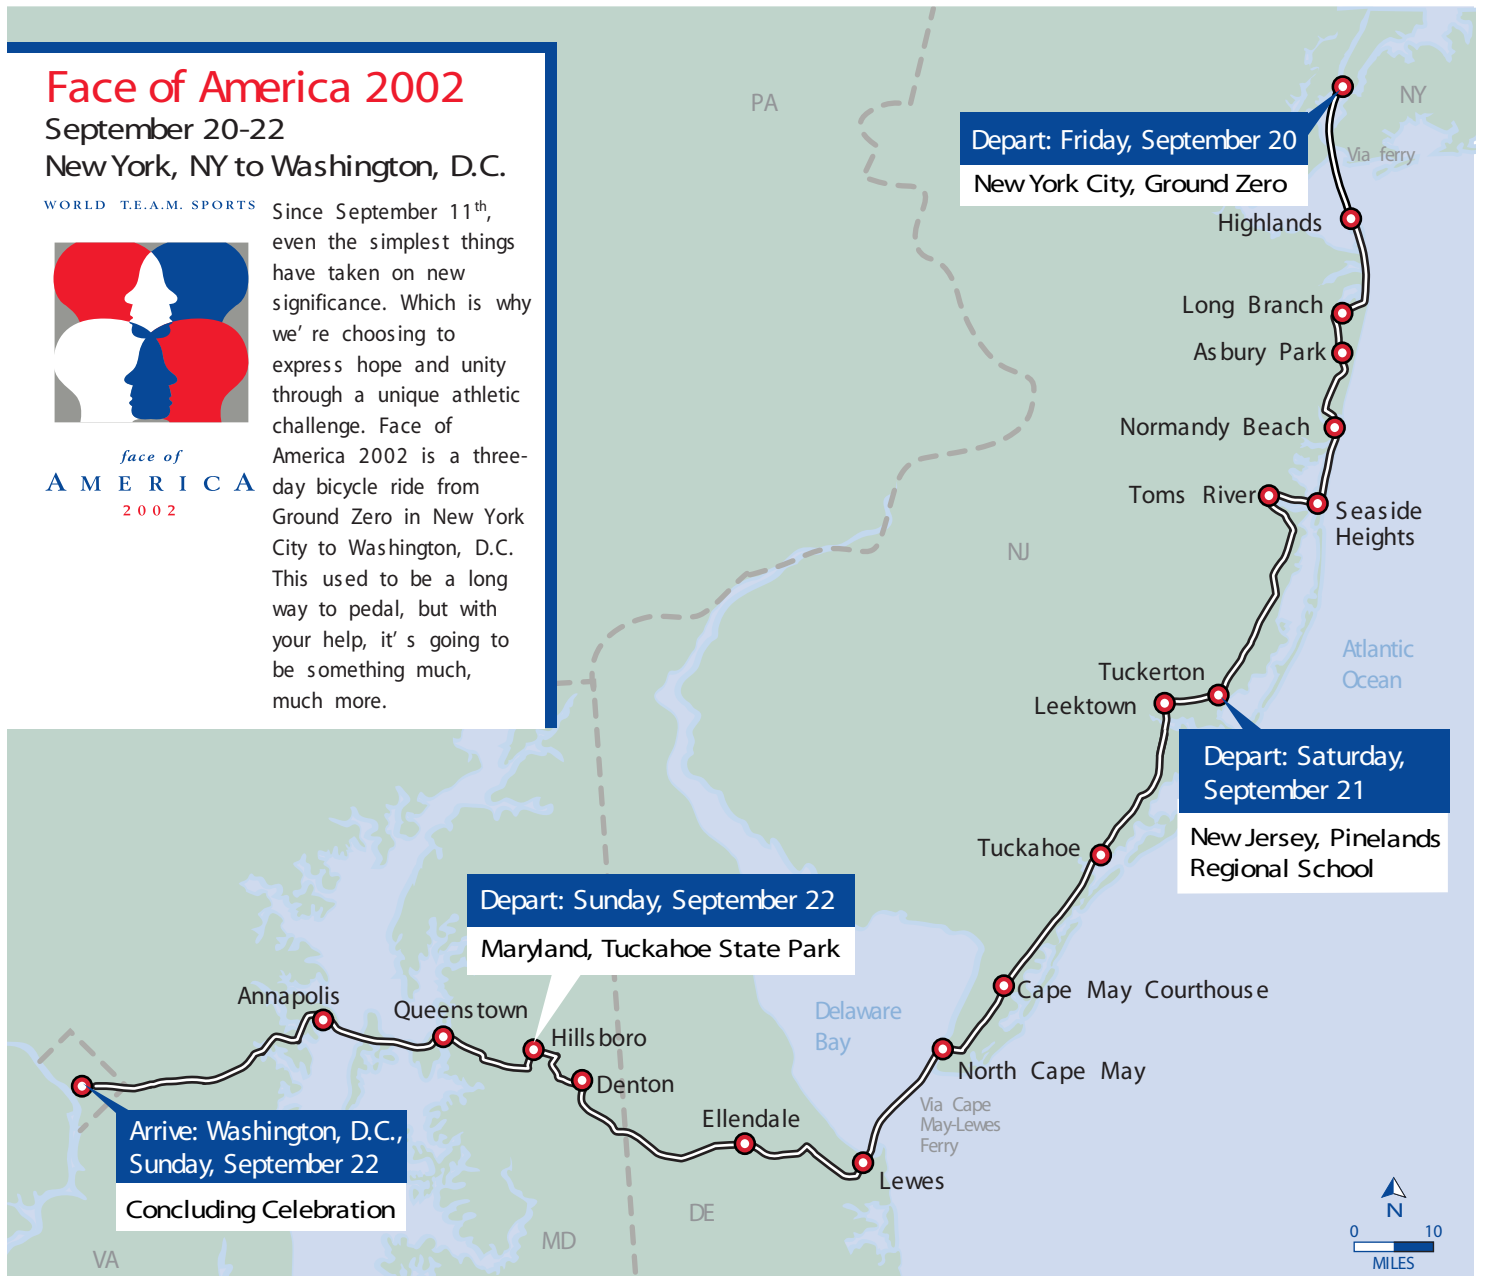 Face of America 2002
September 20-22
New York, NY to Washington, D.C.
WORLD T.E.A.M. SPORTS
face of
AMERICA
2002
Since September 11th,
even the simplest things
have taken on new
significance. Which is why
we' re choosing to
express hope and unity
through a unique athletic
challenge. Face of
America 2002 is a three-
day bicycle ride from
Ground Zero in New York
City to Washington, D.C.
This used to be a long
way to pedal, but with
your help, it' s going to
be something much,
much more.
PA
NY
Depart: Friday, September 20
New York City, Ground Zero
Via ferry
Highlands
Long Branch
Asbury Park
Normandy Beach
Toms River
Seaside
Heights
NJ
Atlantic
Ocean
Tuckerton
Leektown
Depart: Saturday,
September 21
New Jersey, Pinelands
Regional School
Tuckahoe
Depart: Sunday, September 22
Maryland, Tuckahoe State Park
Cape May Courthouse
Annapolis
Queenstown
Delaware
Bay
Hillsboro
North Cape May
Denton
Via Cape
May-Lewes
Ferry
Ellendale
Arrive: Washington, D.C.,
Sunday, September 22
Concluding Celebration
Lewes
DE
MD
VA
N
0 10
MILES